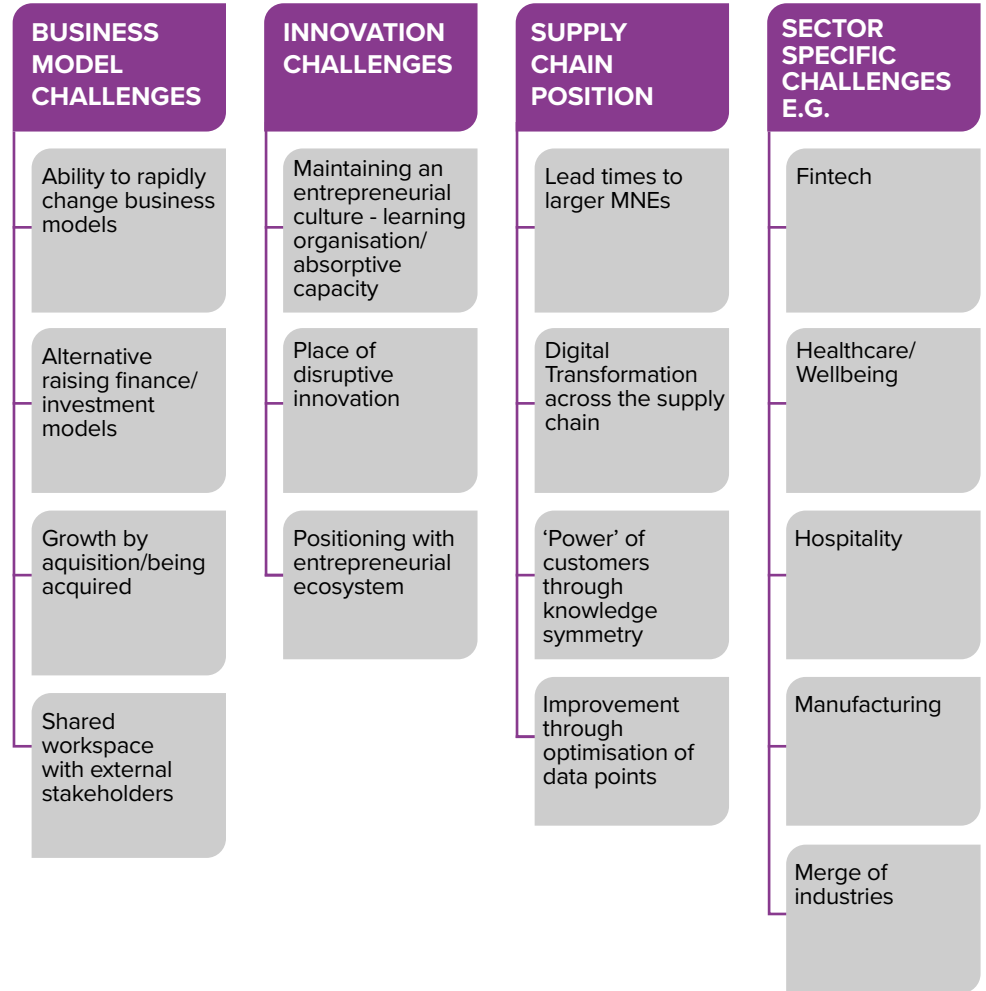 BUSINESS
MODEL
CHALLENGES
Ability to rapidly
change business
models
Alternative
raising finance/
investment
models
Growth by
aquisition/being
acquired
Shared
workspace
with external
stakeholders
INNOVATION
CHALLENGES
Maintaining an
entrepreneurial
culture - learning
organisation/
absorptive
capacity
Place of
disruptive
innovation
Positioning with
entrepreneurial
ecosystem
SUPPLY
CHAIN
POSITION
Lead times to
larger MNEs
Digital
Transformation
across the supply
chain
‘Power’ of
customers
through
knowledge
symmetry
Improvement
through
optimisation of
data points
SECTOR
SPECIFIC
CHALLENGES
E.G.
Fintech
Healthcare/
Wellbeing
Hospitality
Manufacturing
Merge of
industries